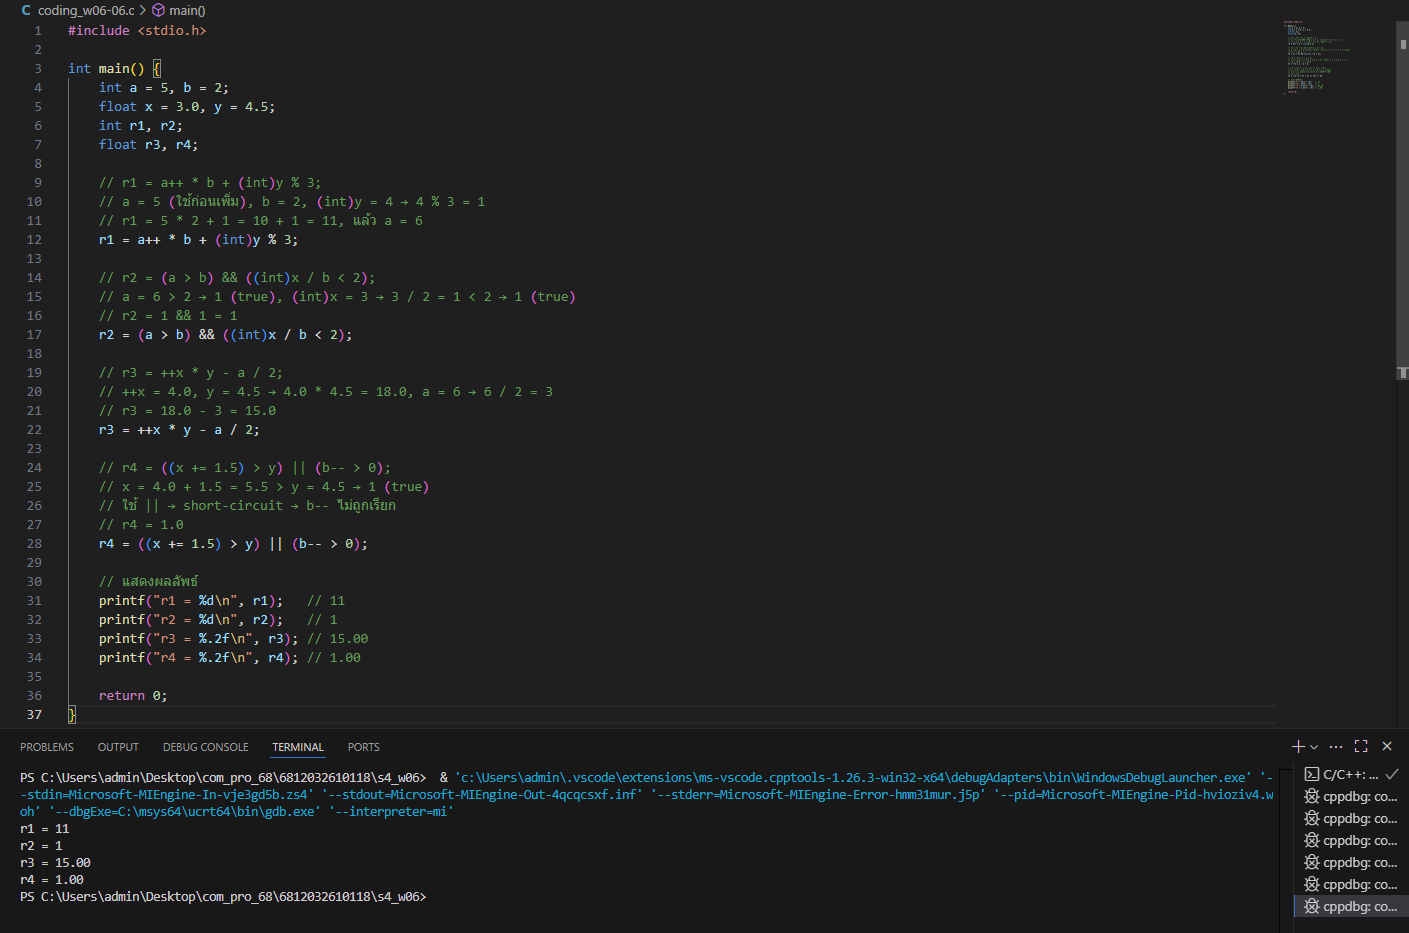 coding_w06-06.c > main()
1 #include <stdio.h>
2
3 int main() {
4 int a = 5, b = 2;
5 float x = 3.0, y = 4.5;
6 int r1, r2;
7 float r3, r4;
8
9 // r1 = a++ * b + (int)y % 3;
10 // a = 5 (ใช้ก่อนเพิ่ม), b = 2, (int)y = 4 → 4 % 3 = 1
11 // r1 = 5 * 2 + 1 = 10 + 1 = 11, แล้ว a = 6
12 r1 = a++ * b + (int)y % 3;
13
14 // r2 = (a > b) && ((int)x / b < 2);
15 // a = 6 > 2 → 1 (true), (int)x = 3 → 3 / 2 = 1 < 2 → 1 (true)
16 // r2 = 1 && 1 = 1
17 r2 = (a > b) && ((int)x / b < 2);
18
19 // r3 = ++x * y - a / 2;
20 // ++x = 4.0, y = 4.5 → 4.0 * 4.5 = 18.0, a = 6 → 6 / 2 = 3
21 // r3 = 18.0 - 3 = 15.0
22 r3 = ++x * y - a / 2;
23
24 // r4 = ((x += 1.5) > y) || (b-- > 0);
25 // x = 4.0 + 1.5 = 5.5 > y = 4.5 → 1 (true)
26 // ใช้ || → short-circuit → b-- ไม่ถูกเรียก
27 // r4 = 1.0
28 r4 = ((x += 1.5) > y) || (b-- > 0);
29
30 // แสดงผลลัพธ์
31 printf("r1 = %d\n", r1); // 11
32 printf("r2 = %d\n", r2); // 1
33 printf("r3 = %.2f\n", r3); // 15.00
34 printf("r4 = %.2f\n", r4); // 1.00
35
36 return 0;
37 }
PROBLEMS OUTPUT DEBUG CONSOLE TERMINAL PORTS
PS C:\Users\admin\Desktop\com_pro_68\6812032610118\s4_w06> & 'c:\Users\admin\.vscode\extensions\ms-vscode.cpptools-1.26.3-win32-x64\debugAdapters\bin\WindowsDebugLauncher.exe' '-
-stdin=Microsoft-MIEngine-In-vje3gd5b.zs4' '--stdout=Microsoft-MIEngine-Out-4qcqcsxf.inf' '--stderr=Microsoft-MIEngine-Error-hmm31mur.j5p' '--pid=Microsoft-MIEngine-Pid-hvioziv4.w
oh' '--dbgExe=C:\msys64\ucrt64\bin\gdb.exe' '--interpreter=mi'
r1 = 11
r2 = 1
r3 = 15.00
r4 = 1.00
PS C:\Users\admin\Desktop\com_pro_68\6812032610118\s4_w06>
C/C++: ...
cppdbg: co...
cppdbg: co...
cppdbg: co...
cppdbg: co...
cppdbg: co...
cppdbg: co...